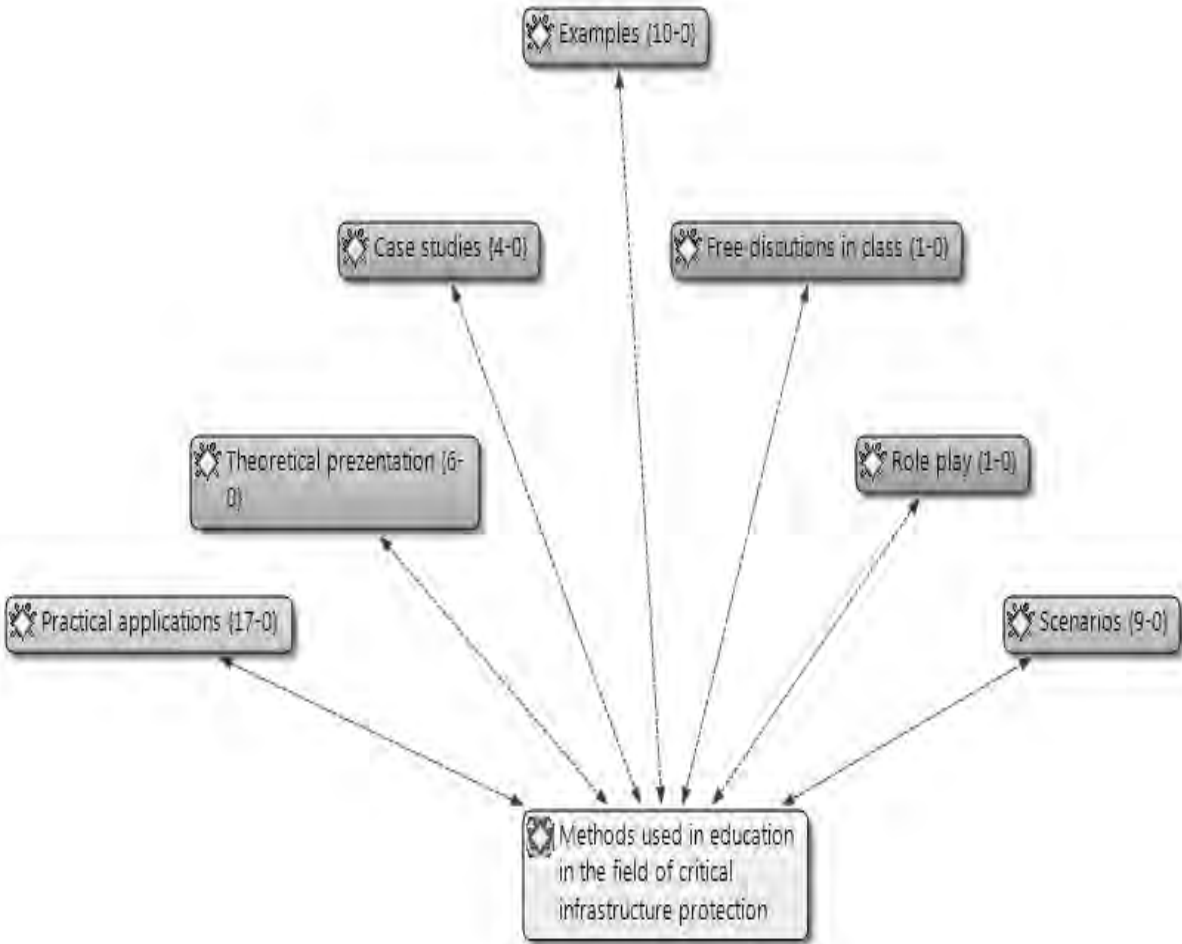 Examples (10-0)
Case studies (4-0)
Free discutions in class (1-0)
Theoretical prezentation (6-
0)
Role play (1-0)
Practical applications (17-0)
Scenarios (9-0)
Methods used in education
in the field of critical
infrastructure protection